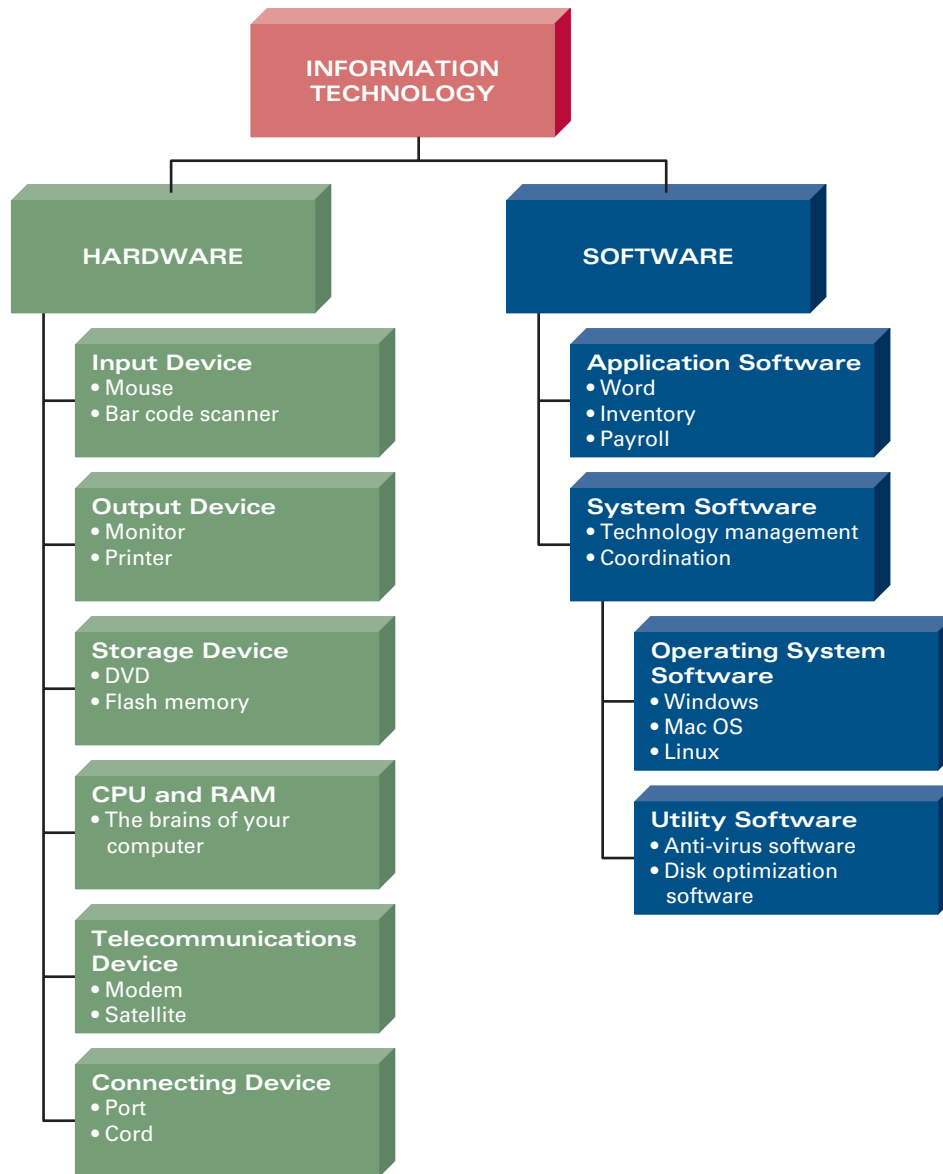 INFORMATION
TECHNOLOGY
HARDWARE
Input Device
• Mouse
• Bar code scanner
Output Device
• Monitor
• Printer
Storage Device
• DVD
• Flash memory
CPU and RAM
• The brains of your
computer
Telecommunications
Device
• Modem
• Satellite
Connecting Device
• Port
• Cord
SOFTWARE
Application Software
• Word
• Inventory
• Payroll
System Software
• Technology management
• Coordination
Operating System
Software
• Windows
• Mac OS
• Linux
Utility Software
• Anti-virus software
• Disk optimization
software